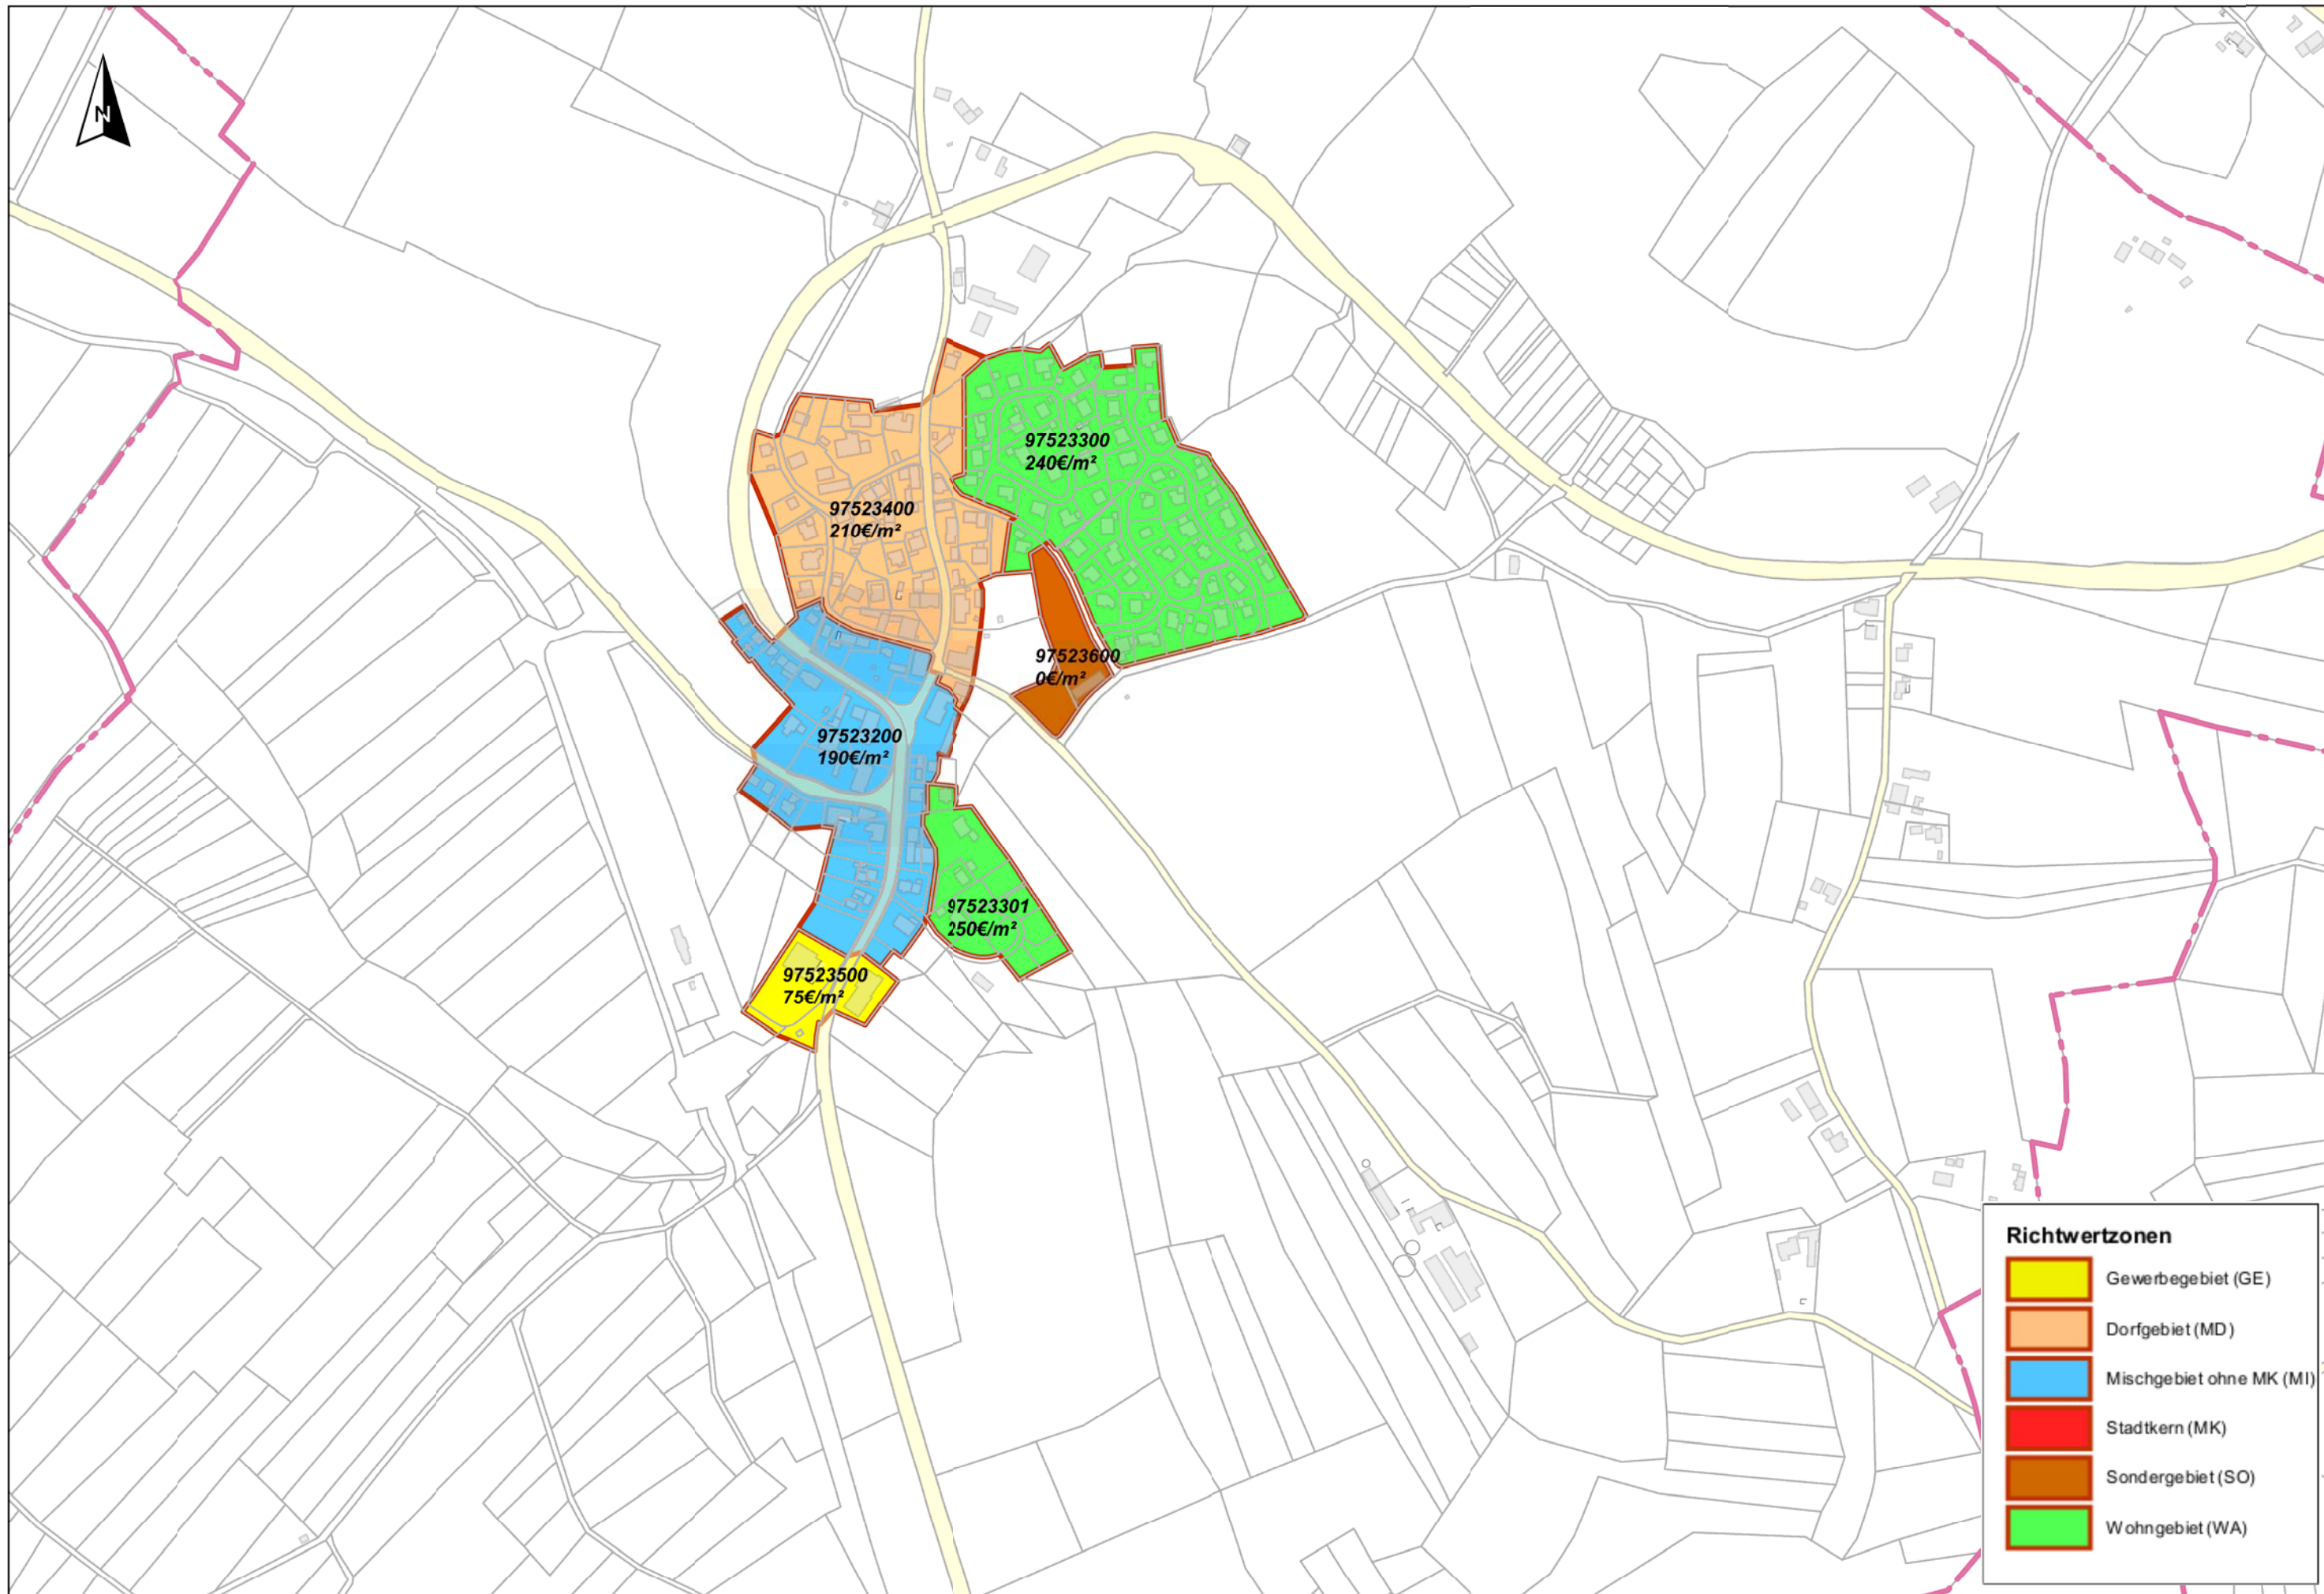 N
97523300
240€/m²
97523400
210€/m²
97523600
0€/m²
97523200
190€/m²
97523301
250€/m²
97523500
75€/m²
Richtwertzonen
Gewerbegebiet (GE)
Dorfgebiet (MD)
Mischgebiet ohne MK (MI)
Stadtkern (MK)
Sondergebiet (SO)
Wohngebiet (WA)